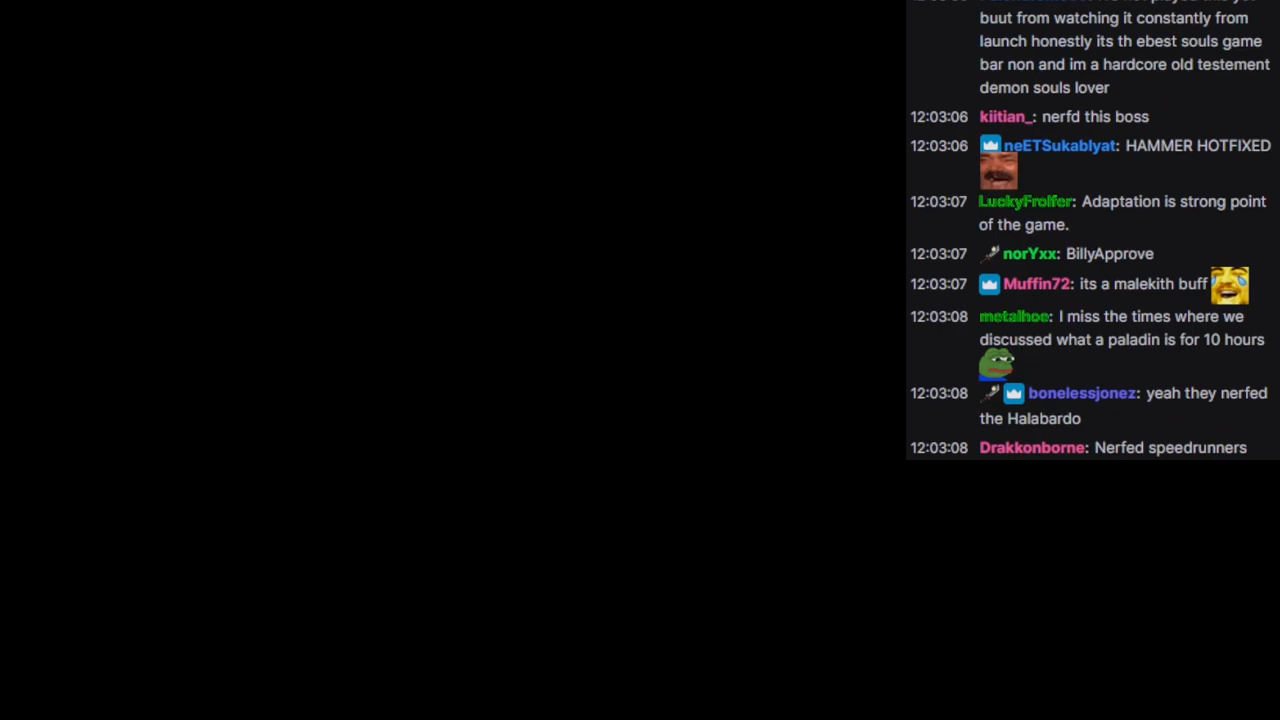 buut from watching it constantly from
launch honestly its th ebest souls game
bar non and im a hardcore old testement
demon souls lover
12:03:06 kiitian_: nerfd this boss
12:03:06 neETSukablyat: HAMMER HOTFIXED
12:03:07 LuckyFrolfer: Adaptation is strong point
of the game.
12:03:07 norYxx: BillyApprove
12:03:07 Muffin72: its a malekith buff
12:03:08 metalhoe: I miss the times where we
discussed what a paladin is for 10 hours
12:03:08 bonelessjonez: yeah they nerfed
the Halabardo
12:03:08 Drakkonborne: Nerfed speedrunners